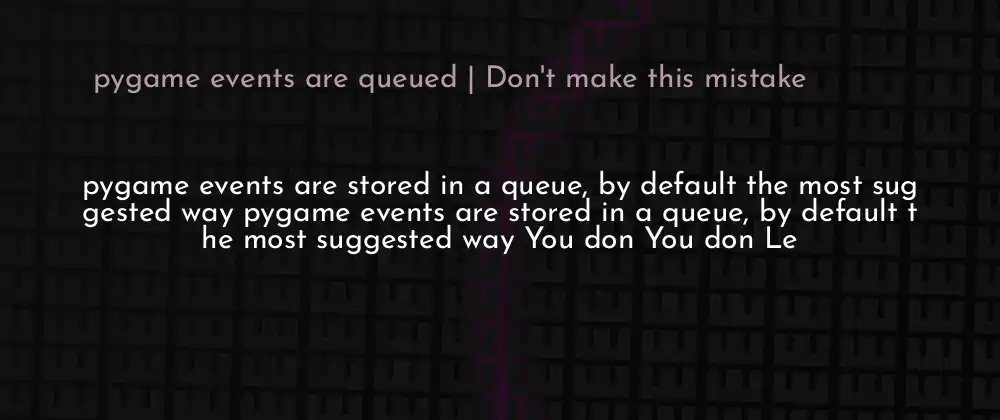 pygame events are queued | Don't make this mistake
pygame events are stored in a queue, by default the most sug
gested way pygame events are stored in a queue, by default t
he most suggested way You don You don Le